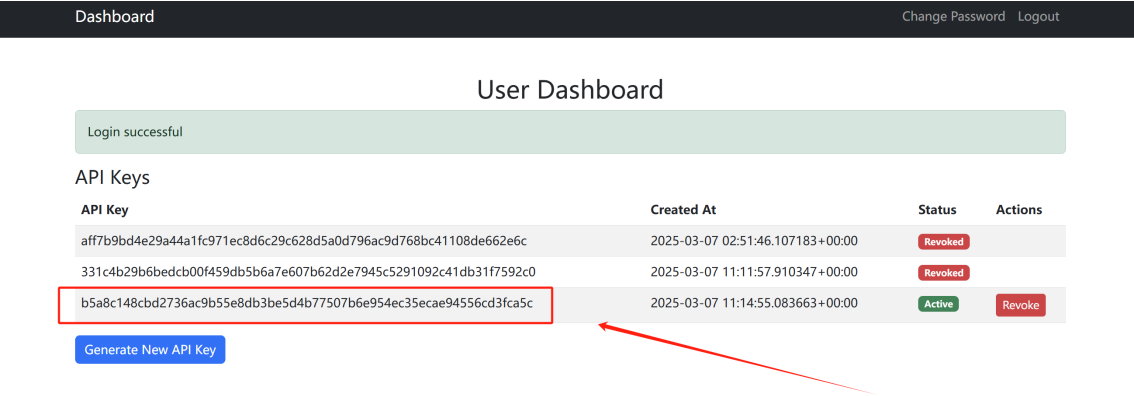 Dashboard Change Password Logout
User Dashboard
Login successful
API Keys
API Key Created At Status Actions
aff7b9bd4e29a44a1fc971ec8d6c29c628d5a0d796ac9d768bc41108de662e6c 2025-03-07 02:51:46.107183+00:00 Revoked
331c4b29b6bedcb00f459db5b6a7e607b62d2e7945c5291092c41db31f7592c0 2025-03-07 11:11:57.910347+00:00 Revoked
b5a8c148cbd2736ac9b55e8db3be5d4b77507b6e954ec35ecae94556cd3fca5c 2025-03-07 11:14:55.083663+00:00 Active Revoke
Generate New API Key